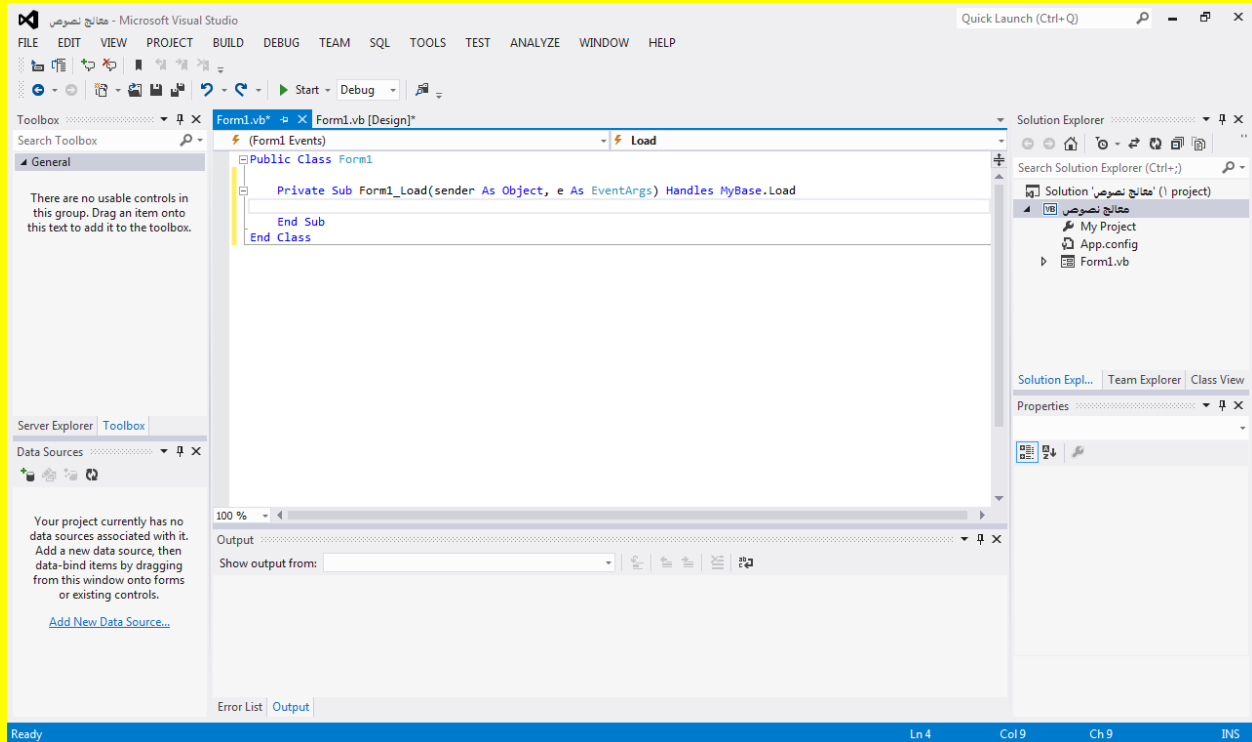 معالج نصوص - Microsoft Visual Studio
Quick Launch (Ctrl+Q)
FILE EDIT VIEW PROJECT BUILD DEBUG TEAM SQL TOOLS TEST ANALYZE WINDOW HELP
Start Debug
Toolbox
Search Toolbox
General
There are no usable controls in
this group. Drag an item onto
this text to add it to the toolbox.
Server Explorer Toolbox
Data Sources
Your project currently has no
data sources associated with it.
Add a new data source, then
data-bind items by dragging
from this window onto forms
or existing controls.
Add New Data Source...
Form1.vb* Form1.vb [Design]*
(Form1 Events) Load
Public Class Form1
Private Sub Form1_Load(sender As Object, e As EventArgs) Handles MyBase.Load
End Sub
End Class
100 %
Output
Show output from:
Error List Output
Solution Explorer
Search Solution Explorer (Ctrl+;)
Solution 'معالج نصوص' (١ project)
معالج نصوص
My Project
App.config
Form1.vb
Solution Expl... Team Explorer Class View
Properties
Ready Ln 4 Col 9 Ch 9 INS